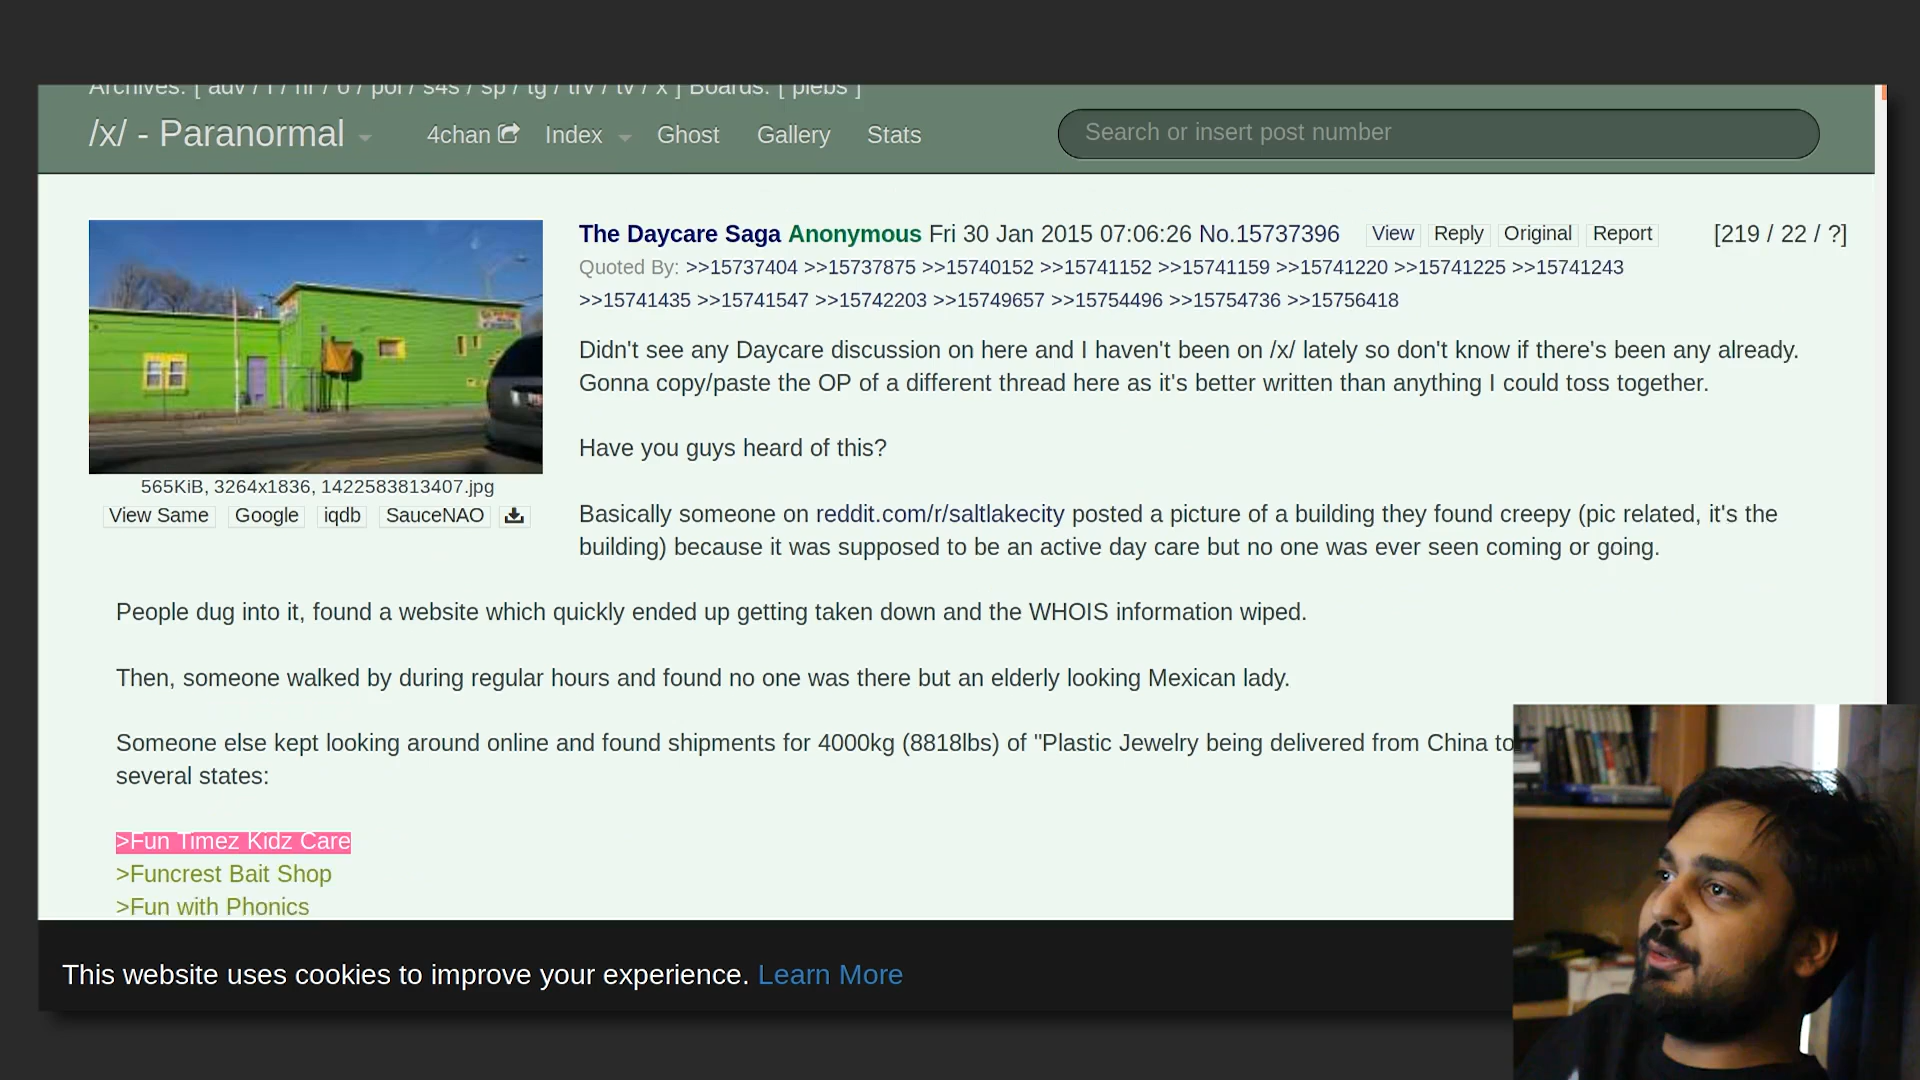 Archives: [ adv / f / hr / o / pol / s4s / sp / tg / trv / tv / x ] Boards: [ plebs ]
/x/ - Paranormal 4chan Index Ghost Gallery Stats Search or insert post number
The Daycare Saga Anonymous Fri 30 Jan 2015 07:06:26 No.15737396 View Reply Original Report [219 / 22 / ?]
Quoted By: >>15737404 >>15737875 >>15740152 >>15741152 >>15741159 >>15741220 >>15741225 >>15741243
>>15741435 >>15741547 >>15742203 >>15749657 >>15754496 >>15754736 >>15756418
Didn't see any Daycare discussion on here and I haven't been on /x/ lately so don't know if there's been any already.
Gonna copy/paste the OP of a different thread here as it's better written than anything I could toss together.
Have you guys heard of this?
565KiB, 3264x1836, 1422583813407.jpg
View Same Google iqdb SauceNAO
Basically someone on reddit.com/r/saltlakecity posted a picture of a building they found creepy (pic related, it's the
building) because it was supposed to be an active day care but no one was ever seen coming or going.
People dug into it, found a website which quickly ended up getting taken down and the WHOIS information wiped.
Then, someone walked by during regular hours and found no one was there but an elderly looking Mexican lady.
Someone else kept looking around online and found shipments for 4000kg (8818lbs) of "Plastic Jewelry being delivered from China to
several states:
>Fun Timez Kidz Care
>Funcrest Bait Shop
>Fun with Phonics
This website uses cookies to improve your experience. Learn More